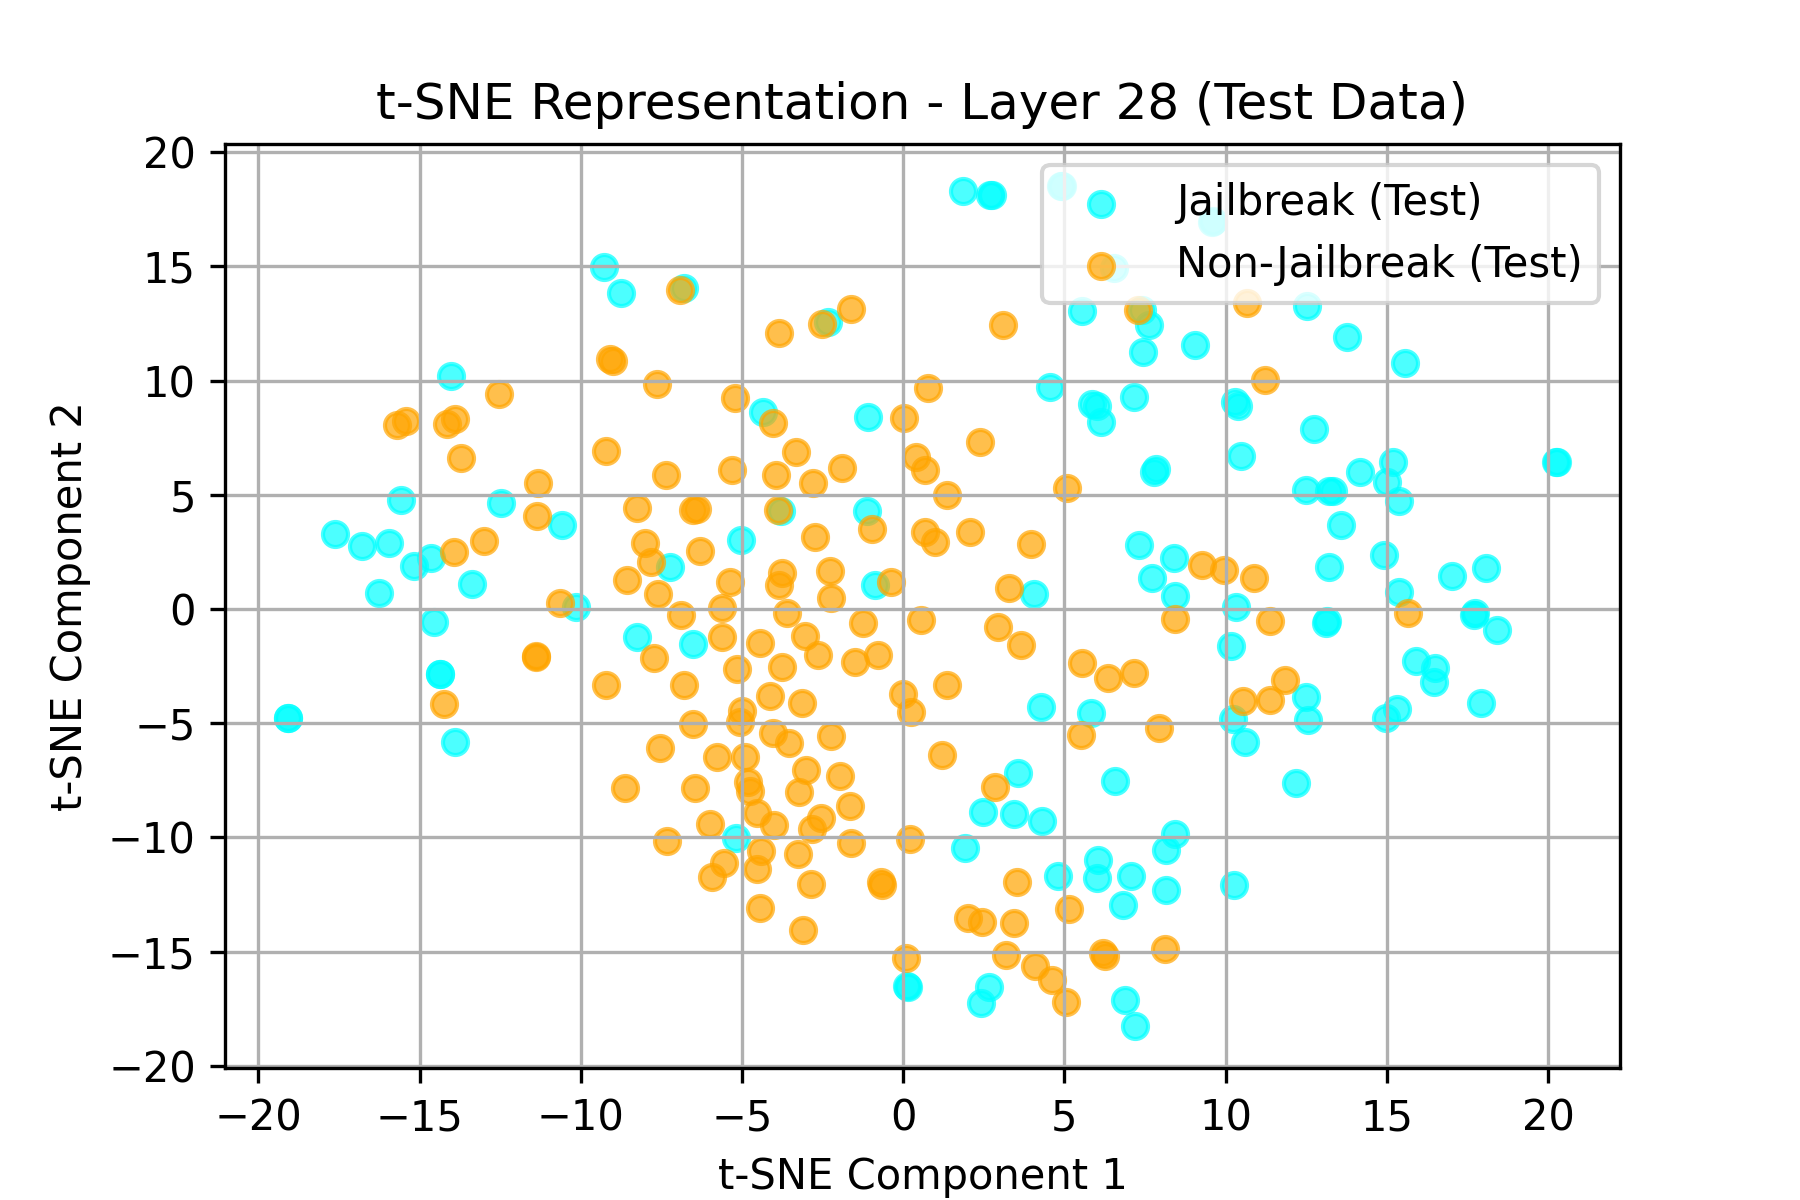 t-SNE Representation - Layer 28 (Test Data)
Jailbreak (Test)
Non-Jailbreak (Test)
20
15
10
5
0
−5
−10
−15
−20
t-SNE Component 2
−20 −15 −10 −5 0 5 10 15 20
t-SNE Component 1